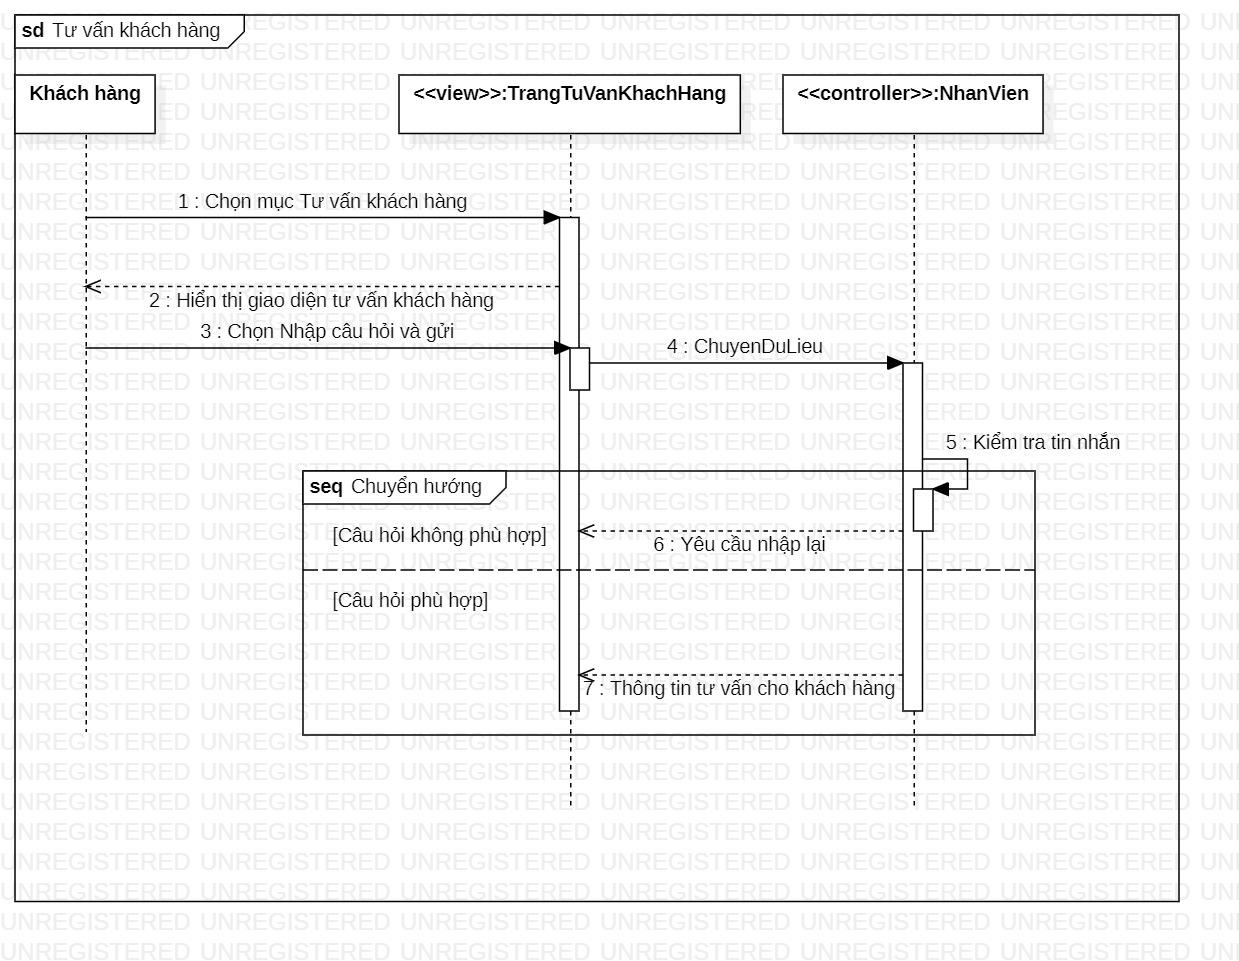 sd Tư vấn khách hàng
Khách hàng
<<view>>:TrangTuVanKhachHang
<<controller>>:NhanVien
1 : Chọn mục Tư vấn khách hàng
2 : Hiển thị giao diện tư vấn khách hàng
3 : Chọn Nhập câu hỏi và gửi
4 : ChuyenDuLieu
5 : Kiểm tra tin nhắn
seq Chuyển hướng
[Câu hỏi không phù hợp]
6 : Yêu cầu nhập lại
[Câu hỏi phù hợp]
7 : Thông tin tư vấn cho khách hàng
UNREGISTERED